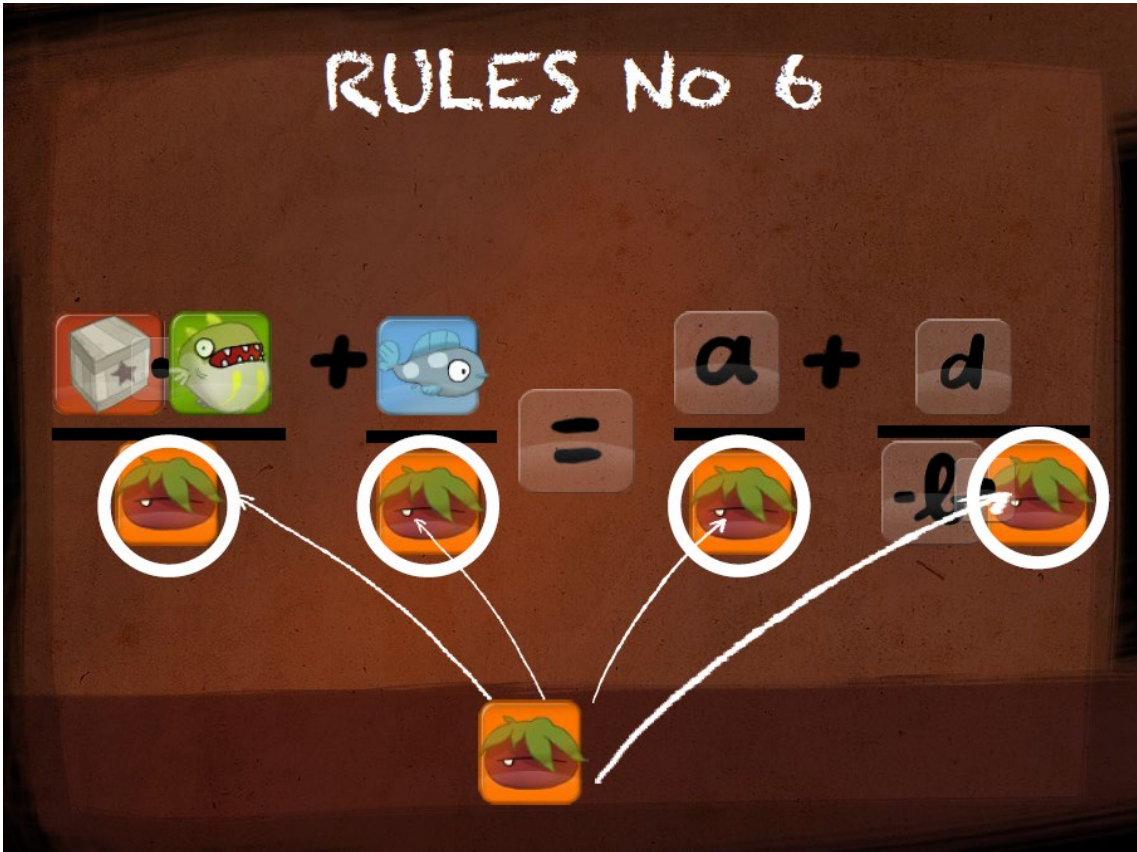 RULES No 6
· + = a + d
-b ·